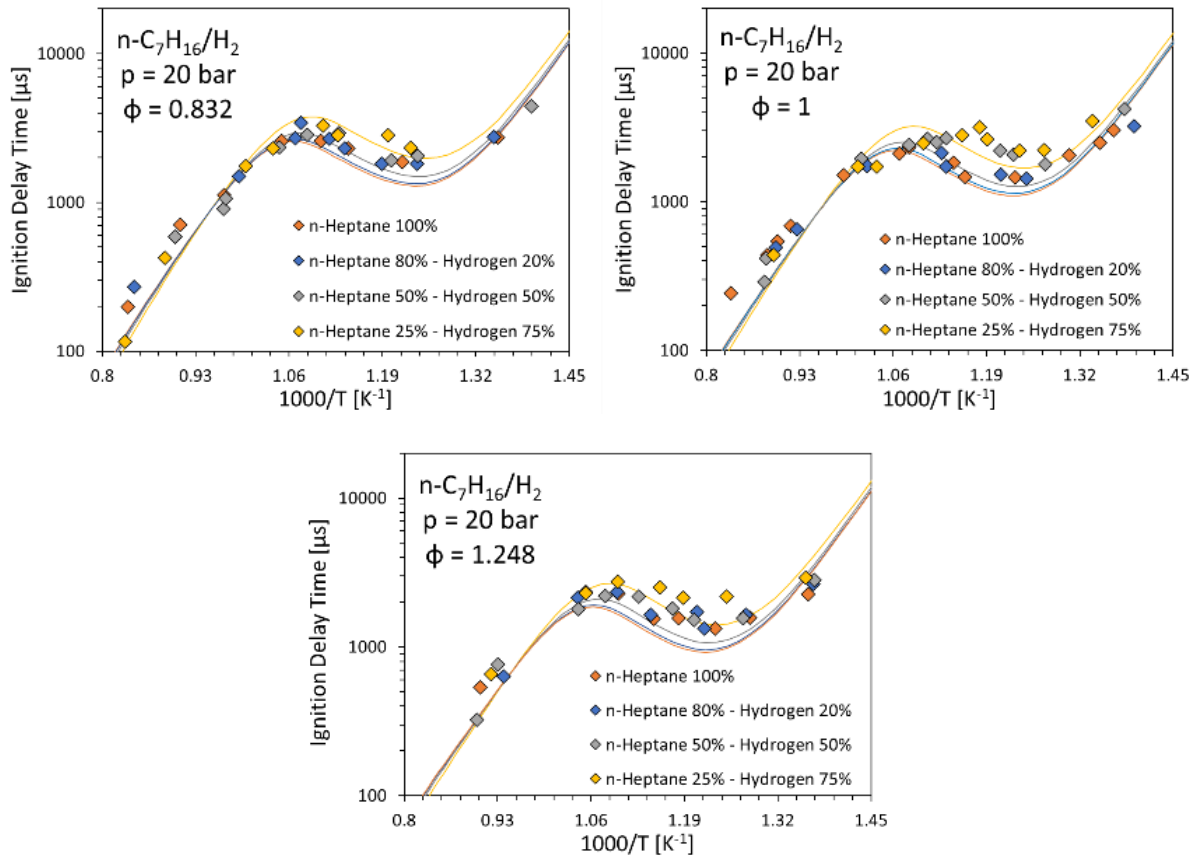 n-C₇H₁₆/H₂
p = 20 bar
ϕ = 0.832
Ignition Delay Time [µs]
10000
1000
100
n-Heptane 100%
n-Heptane 80% - Hydrogen 20%
n-Heptane 50% - Hydrogen 50%
n-Heptane 25% - Hydrogen 75%
0.8 0.93 1.06 1.19 1.32 1.45
1000/T [K⁻¹]
n-C₇H₁₆/H₂
p = 20 bar
ϕ = 1
Ignition Delay Time [µs]
10000
1000
100
n-Heptane 100%
n-Heptane 80% - Hydrogen 20%
n-Heptane 50% - Hydrogen 50%
n-Heptane 25% - Hydrogen 75%
0.8 0.93 1.06 1.19 1.32 1.45
1000/T [K⁻¹]
n-C₇H₁₆/H₂
p = 20 bar
ϕ = 1.248
Ignition Delay Time [µs]
10000
1000
100
n-Heptane 100%
n-Heptane 80% - Hydrogen 20%
n-Heptane 50% - Hydrogen 50%
n-Heptane 25% - Hydrogen 75%
0.8 0.93 1.06 1.19 1.32 1.45
1000/T [K⁻¹]